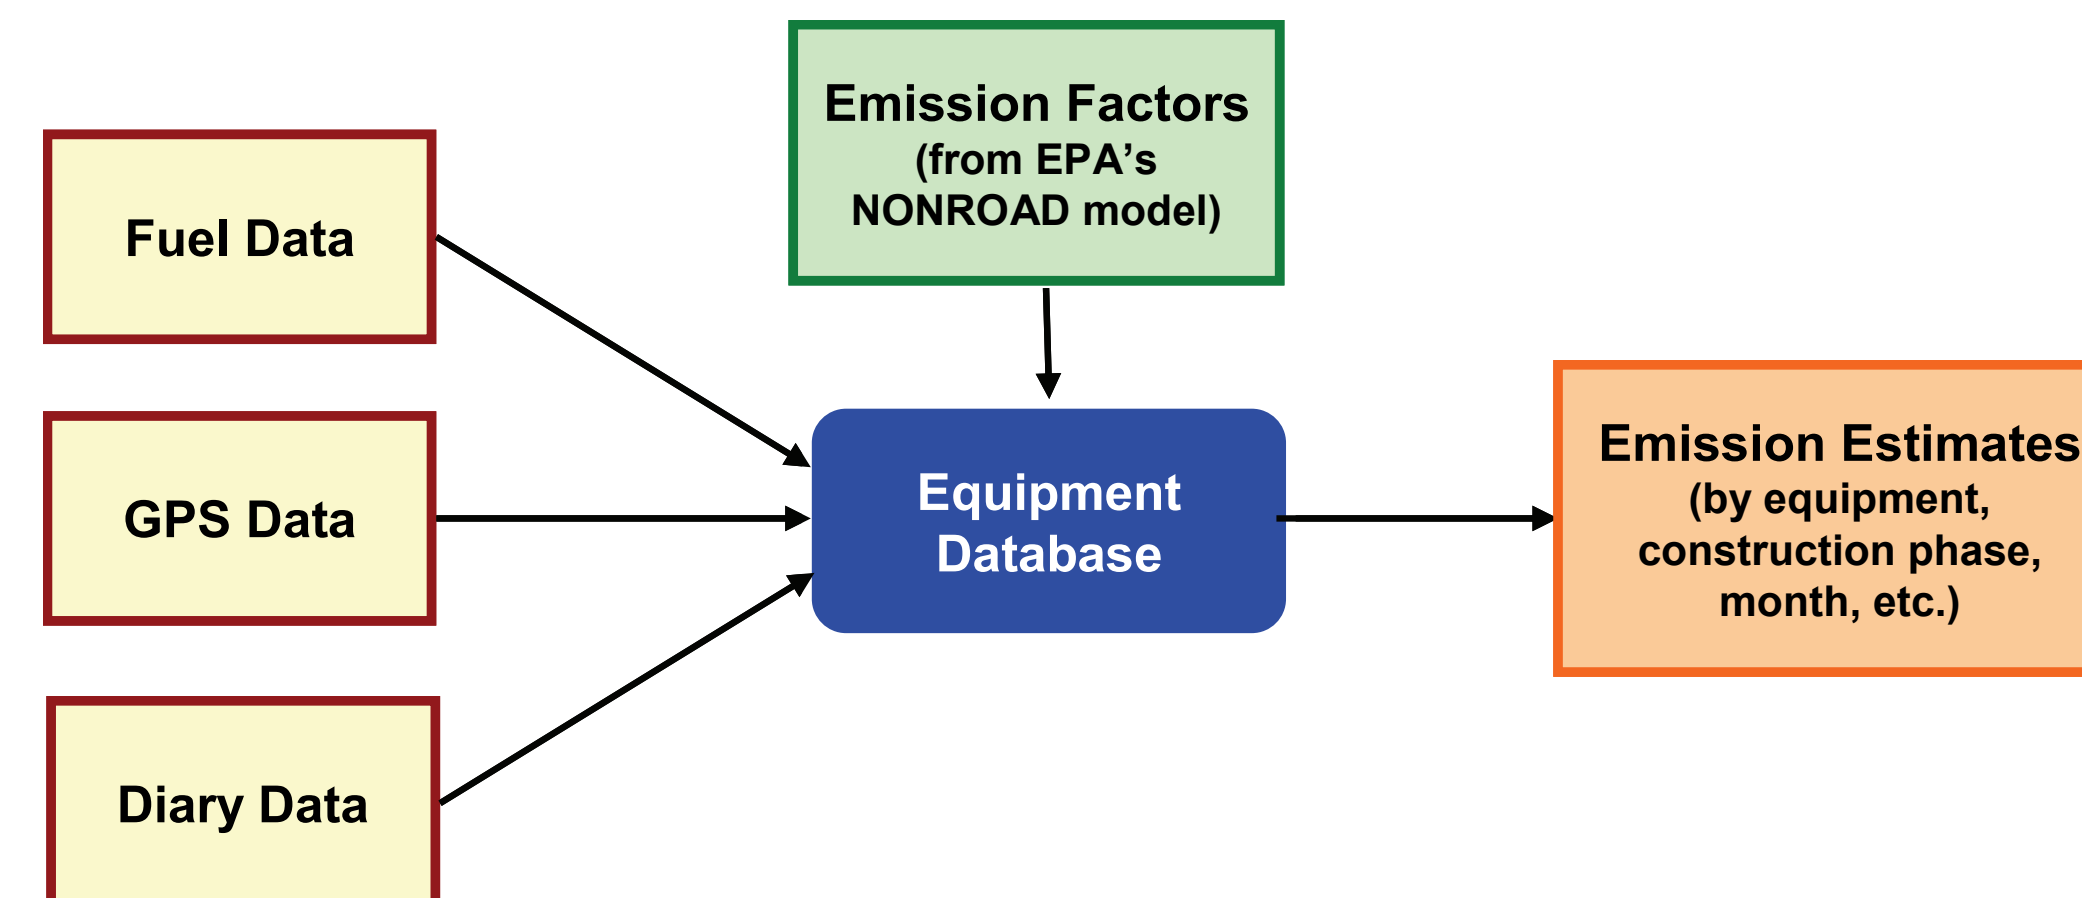 Emission Factors
(from EPA’s
NONROAD model)
Fuel Data
GPS Data
Diary Data
Equipment
Database
Emission Estimates
(by equipment,
construction phase,
month, etc.)